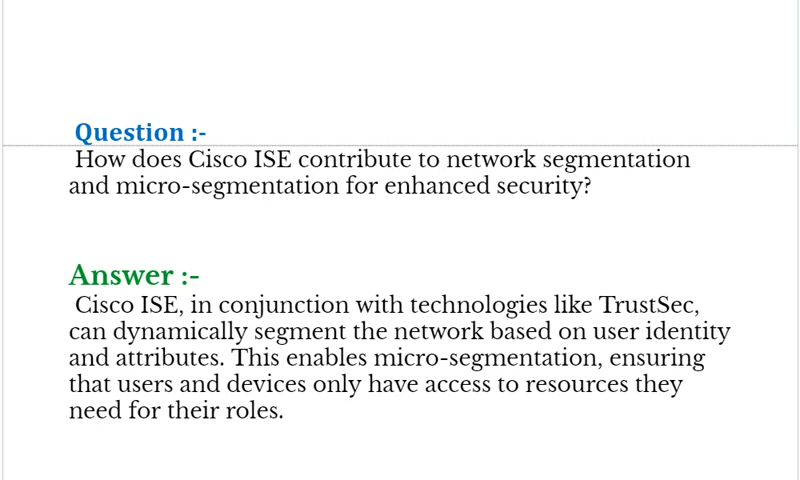 Question :-
How does Cisco ISE contribute to network segmentation
and micro-segmentation for enhanced security?
Answer :-
Cisco ISE, in conjunction with technologies like TrustSec,
can dynamically segment the network based on user identity
and attributes. This enables micro-segmentation, ensuring
that users and devices only have access to resources they
need for their roles.